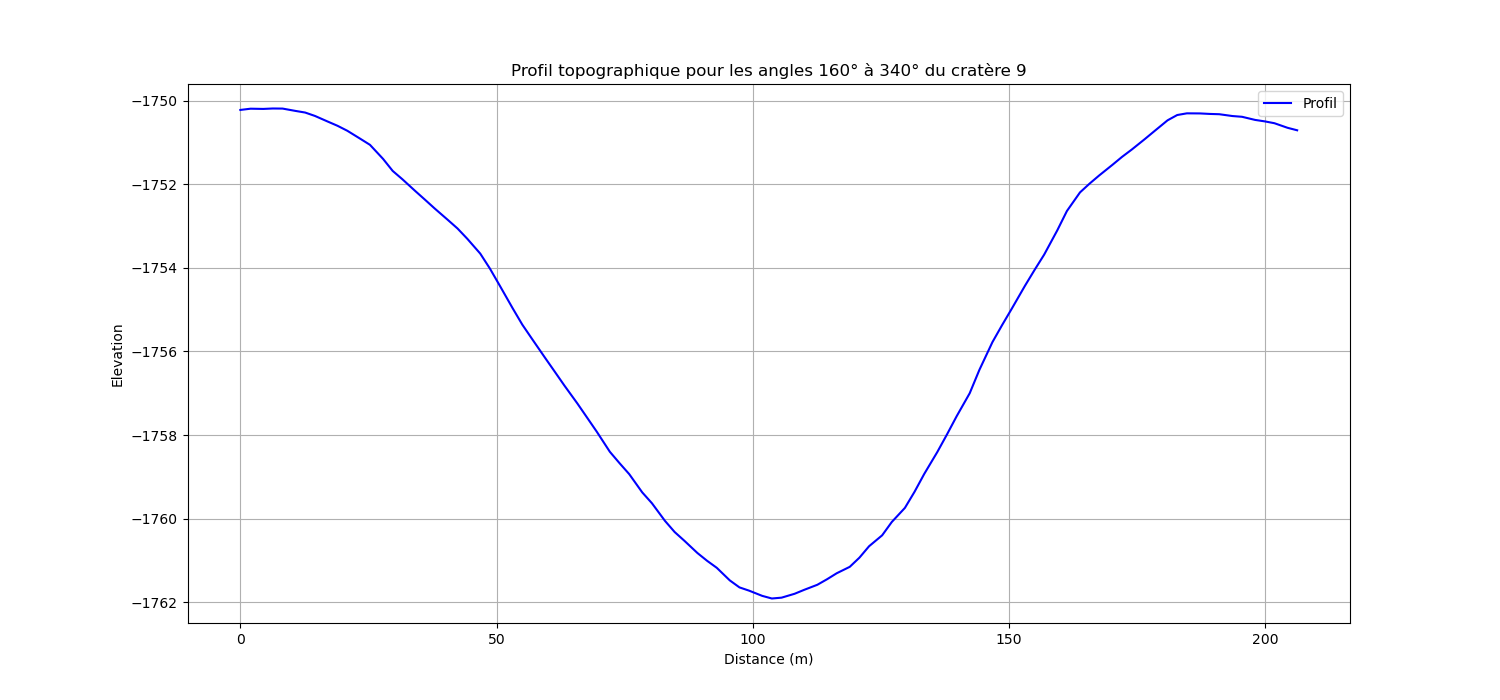 Profil topographique pour les angles 160° à 340° du cratère 9
Profil
−1750
−1752
−1754
−1756
−1758
−1760
−1762
Elevation
0 50 100 150 200
Distance (m)